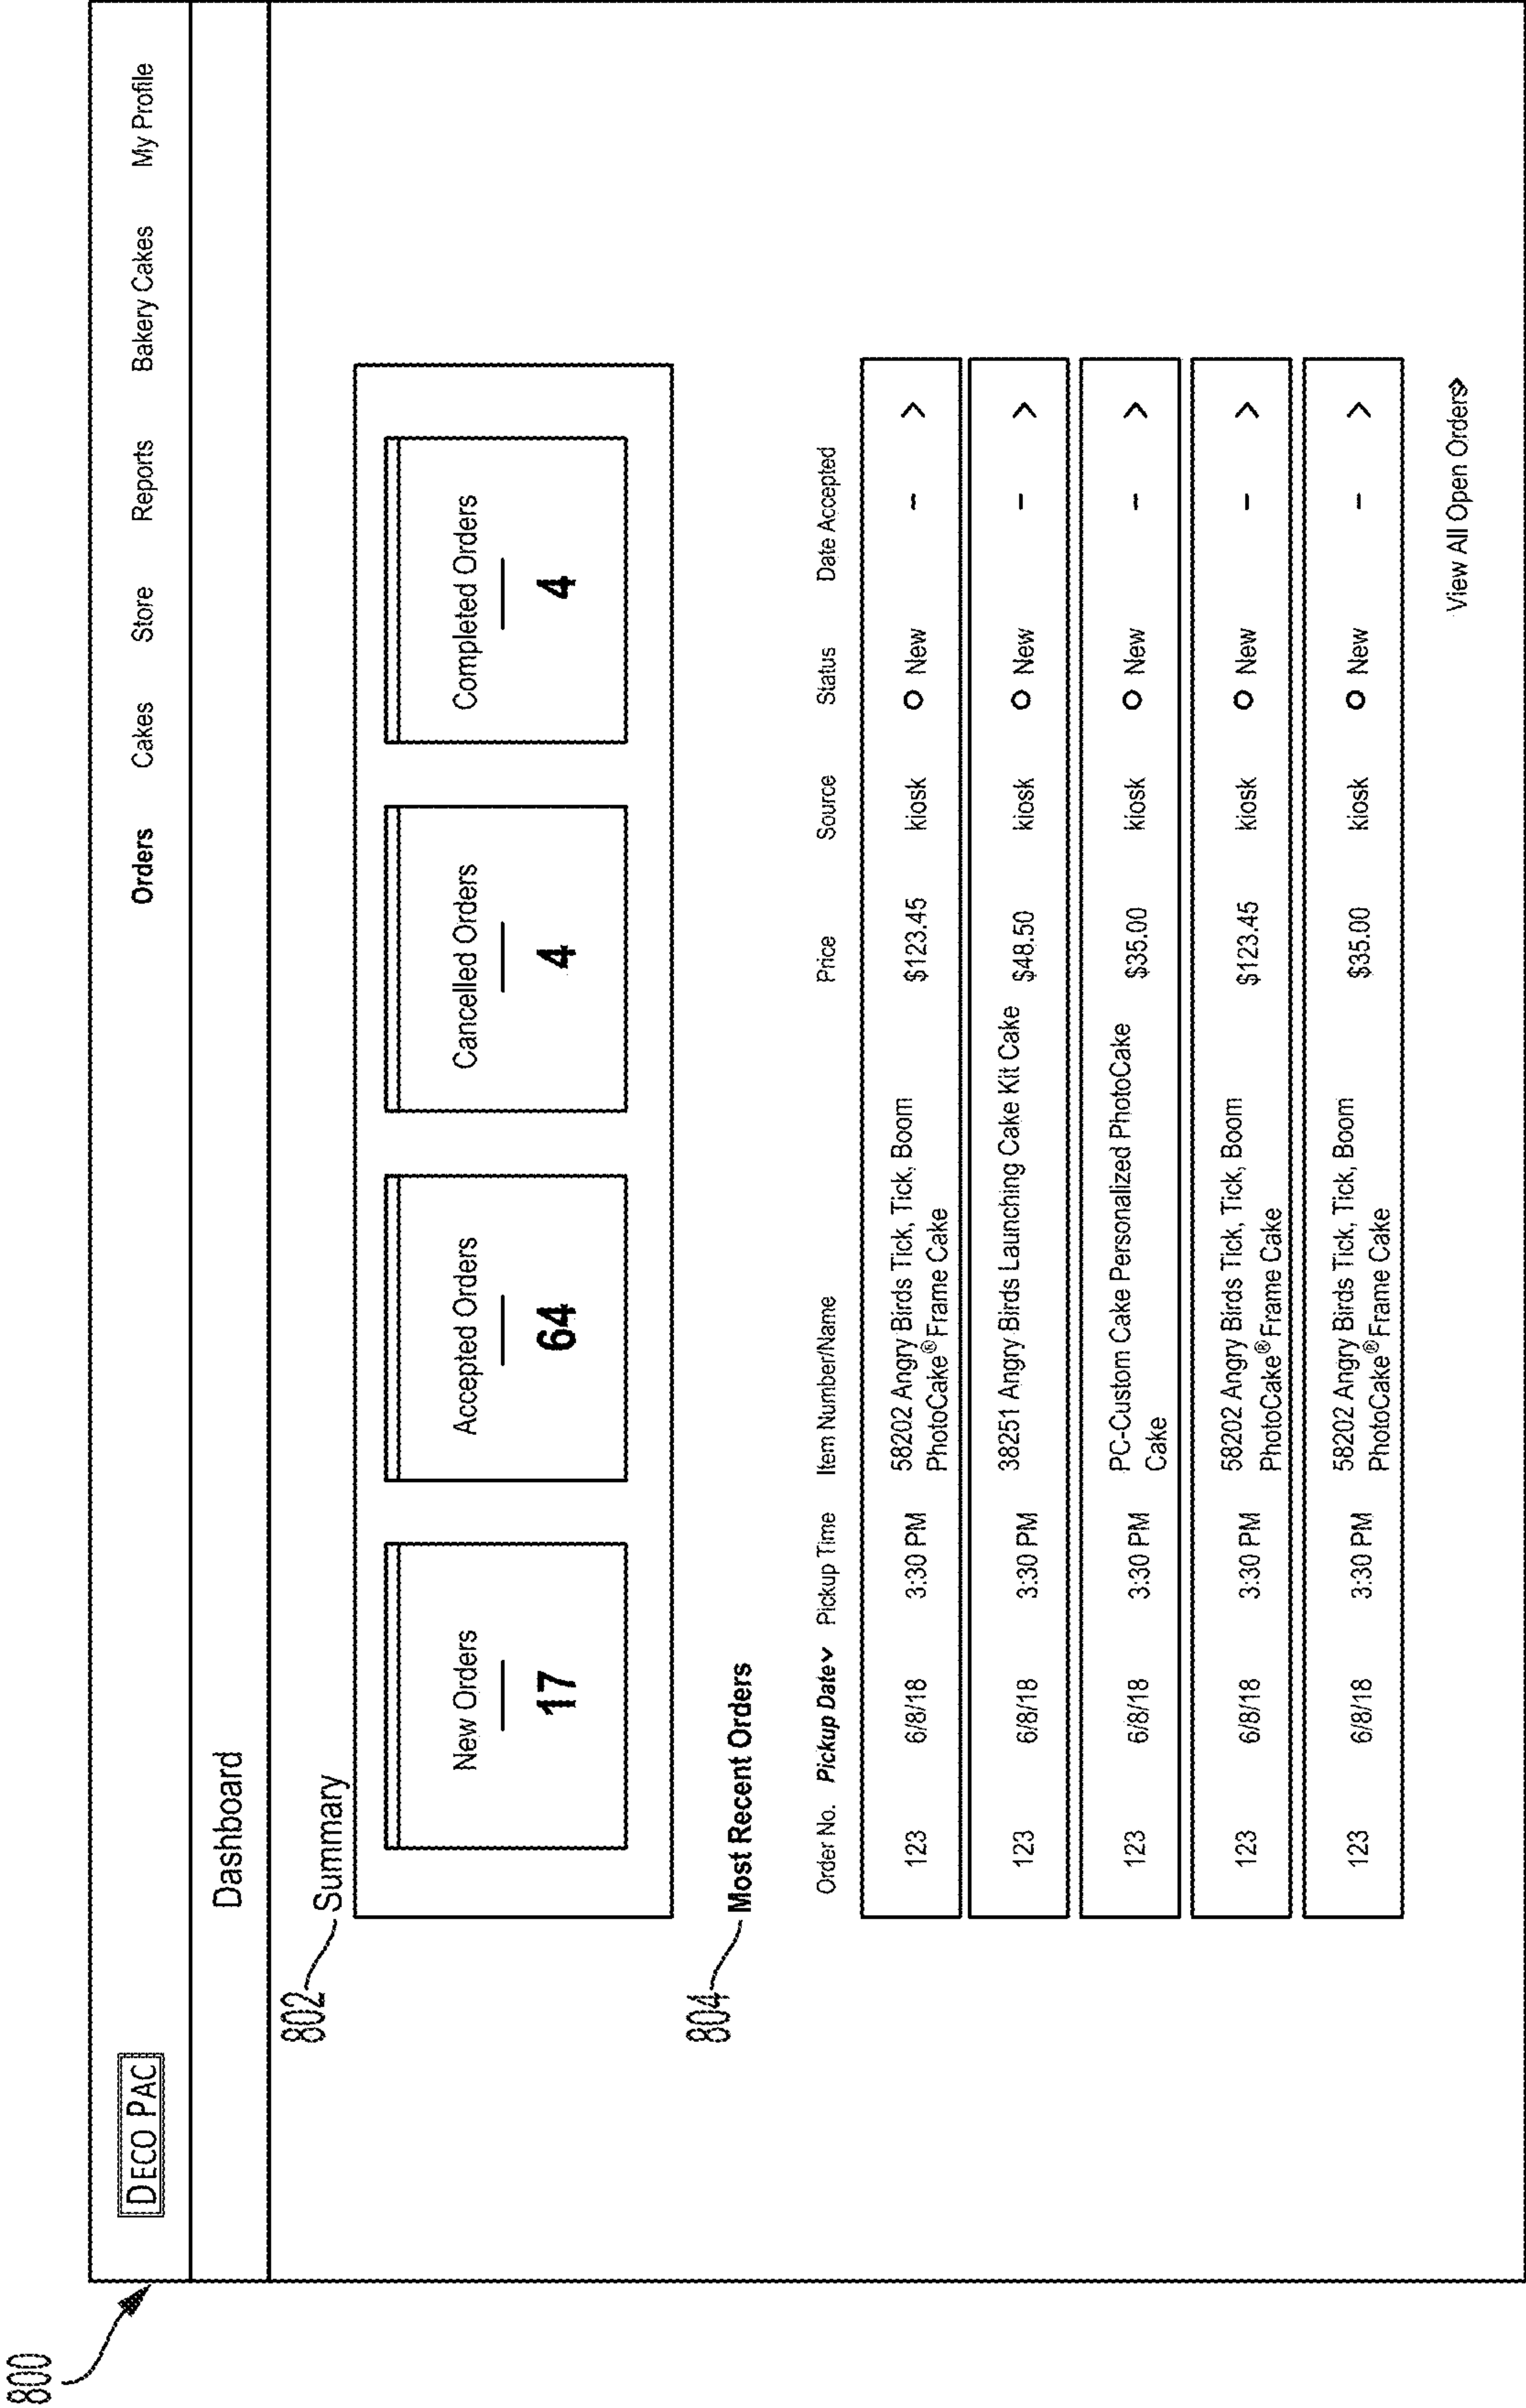 800
DECO PAC
Orders Cakes Store Reports Bakery Cakes My Profile
Dashboard
802
Summary
New Orders Accepted Orders Cancelled Orders Completed Orders
17 64 4 4
804
Most Recent Orders
Order No. Pickup Date Pickup Time Item Number/Name Price Source Status Date Accepted
123 6/8/18 3:30 PM 58202 Angry Birds Tick, Tick, Boom $123.45 kiosk New – >
PhotoCake® Frame Cake
123 6/8/18 3:30 PM 38251 Angry Birds Launching Cake Kit Cake $48.50 kiosk New – >
123 6/8/18 3:30 PM PC-Custom Cake Personalized PhotoCake $35.00 kiosk New – >
Cake
123 6/8/18 3:30 PM 58202 Angry Birds Tick, Tick, Boom $123.45 kiosk New – >
PhotoCake® Frame Cake
123 6/8/18 3:30 PM 58202 Angry Birds Tick, Tick, Boom $35.00 kiosk New – >
PhotoCake® Frame Cake
View All Open Orders>